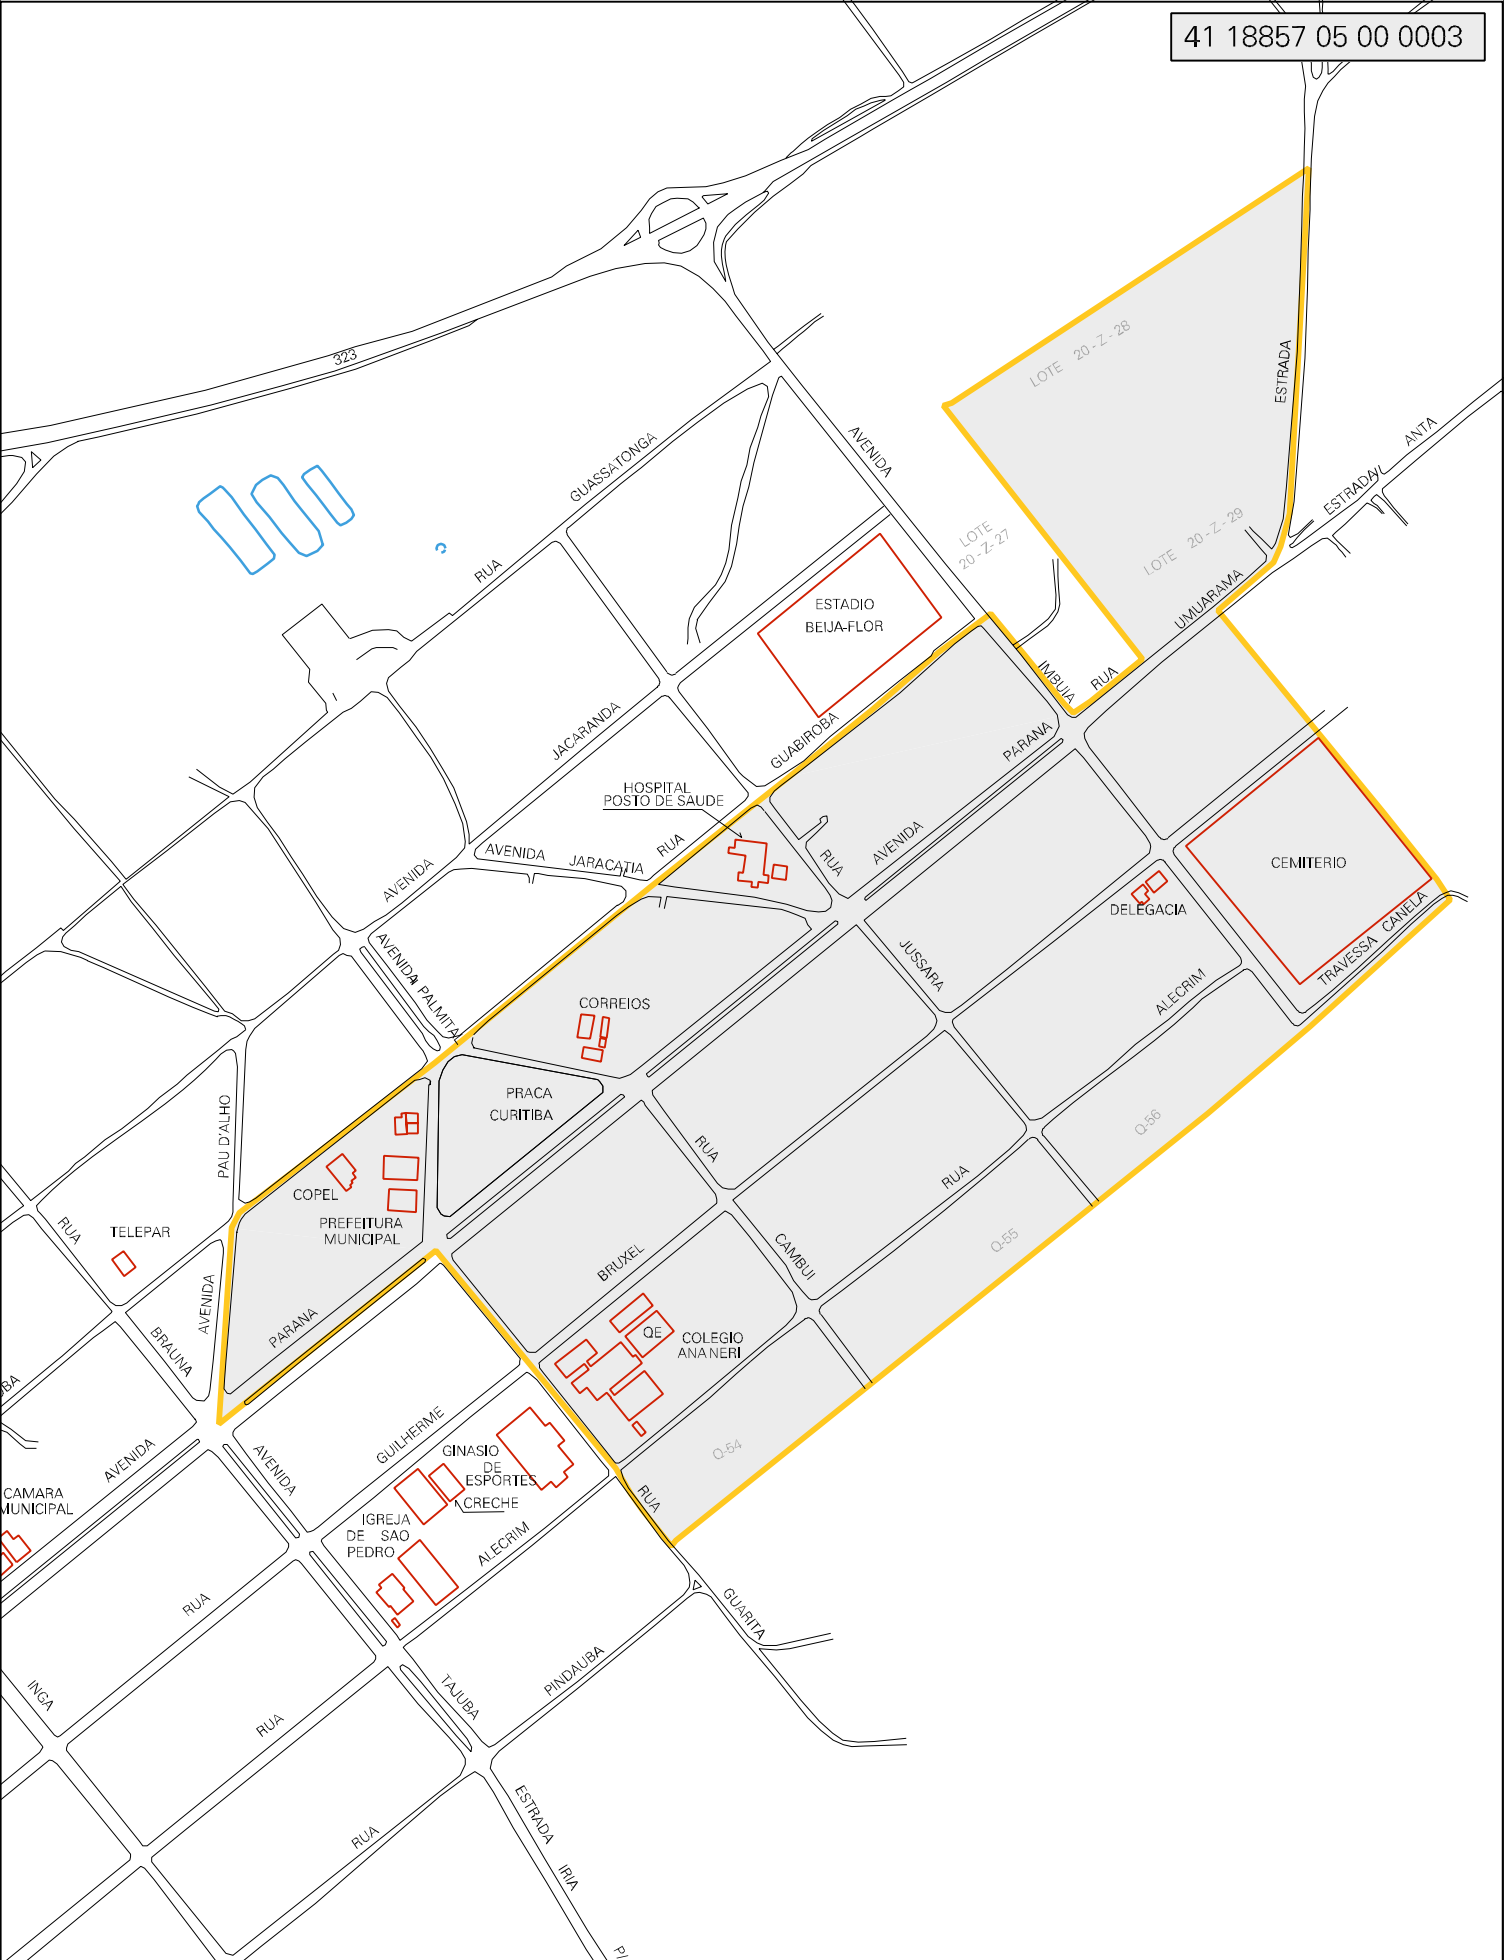 41 18857 05 00 0003
323
LOTE 20 - Z - 28
ESTRADA
ANTA
AVENIDA
GUASSATONGA
ESTRADA
LOTE
20 - Z - 27
LOTE 20 - Z - 29
RUA
UMUARAMA
ESTADIO
BEIJA-FLOR
IMBUIA
RUA
JACARANDA
GUABIROBA
PARANA
HOSPITAL
POSTO DE SAUDE
AVENIDA
JARACATIA
RUA
RUA
AVENIDA
CEMITERIO
AVENIDA
DELEGACIA
TRAVESSA CANELA
AVENIDA PALMITAL
JUSSARA
ALECRIM
CORREIOS
PRACA
CURITIBA
PAU D'ALHO
RUA
Q-56
COPEL
RUA
PREFEITURA
MUNICIPAL
RUA
TELEPAR
Q-55
CAMBUI
BRUXEL
AVENIDA
PARANA
BRAUNA
QE
COLEGIO
ANA NERI
GUILHERME
Q-54
AVENIDA
AVENIDA
GINASIO
DE
ESPORTES
CRECHE
RUA
CAMARA
MUNICIPAL
IGREJA
DE SAO
PEDRO
ALECRIM
RUA
GUARITA
PINDAUBA
INGA
TAJUBA
RUA
ESTRADA
IRIA
RUA
P/